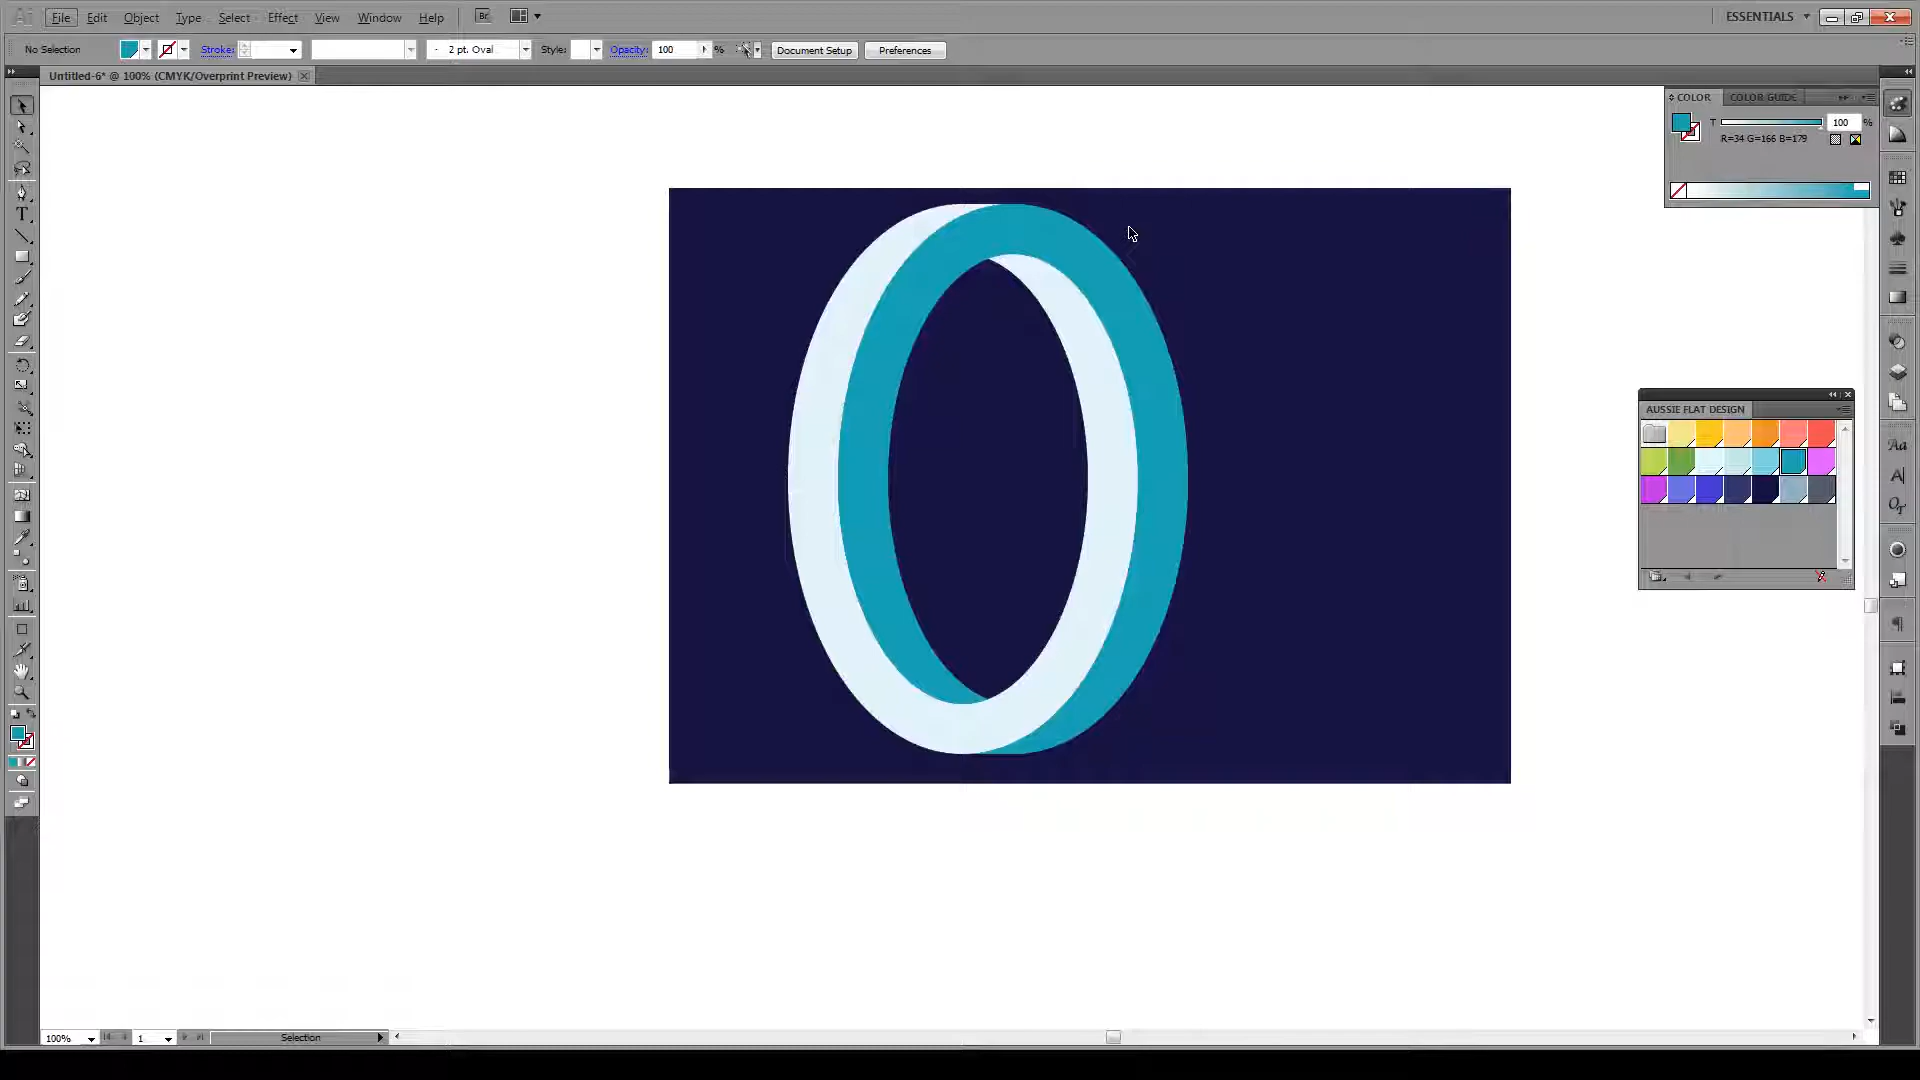 Ai File Edit Object Type Select Effect View Window Help Br ESSENTIALS
No Selection Stroke: 2 pt. Oval Style: Opacity: 100 % Document Setup Preferences
Untitled-6* @ 100% (CMYK/Overprint Preview)
COLOR COLOR GUIDE
T 100 %
R=34 G=166 B=179
AUSSIE FLAT DESIGN
100% 1 Selection